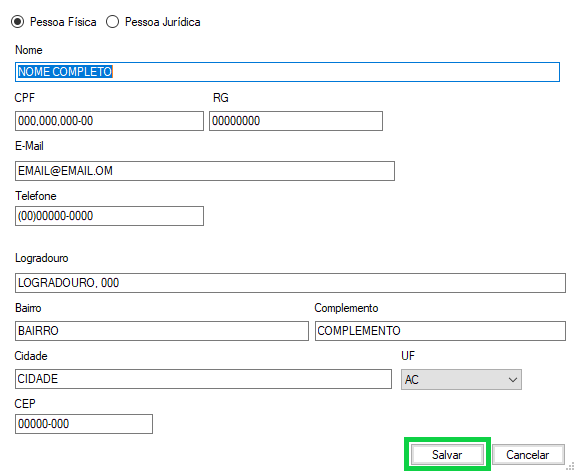 Pessoa Física Pessoa Jurídica
Nome
NOME COMPLETO
CPF RG
000,000,000-00 00000000
E-Mail
EMAIL@EMAIL.OM
Telefone
(00)00000-0000
Logradouro
LOGRADOURO, 000
Bairro Complemento
BAIRRO COMPLEMENTO
Cidade UF
CIDADE AC
CEP
00000-000
Salvar Cancelar